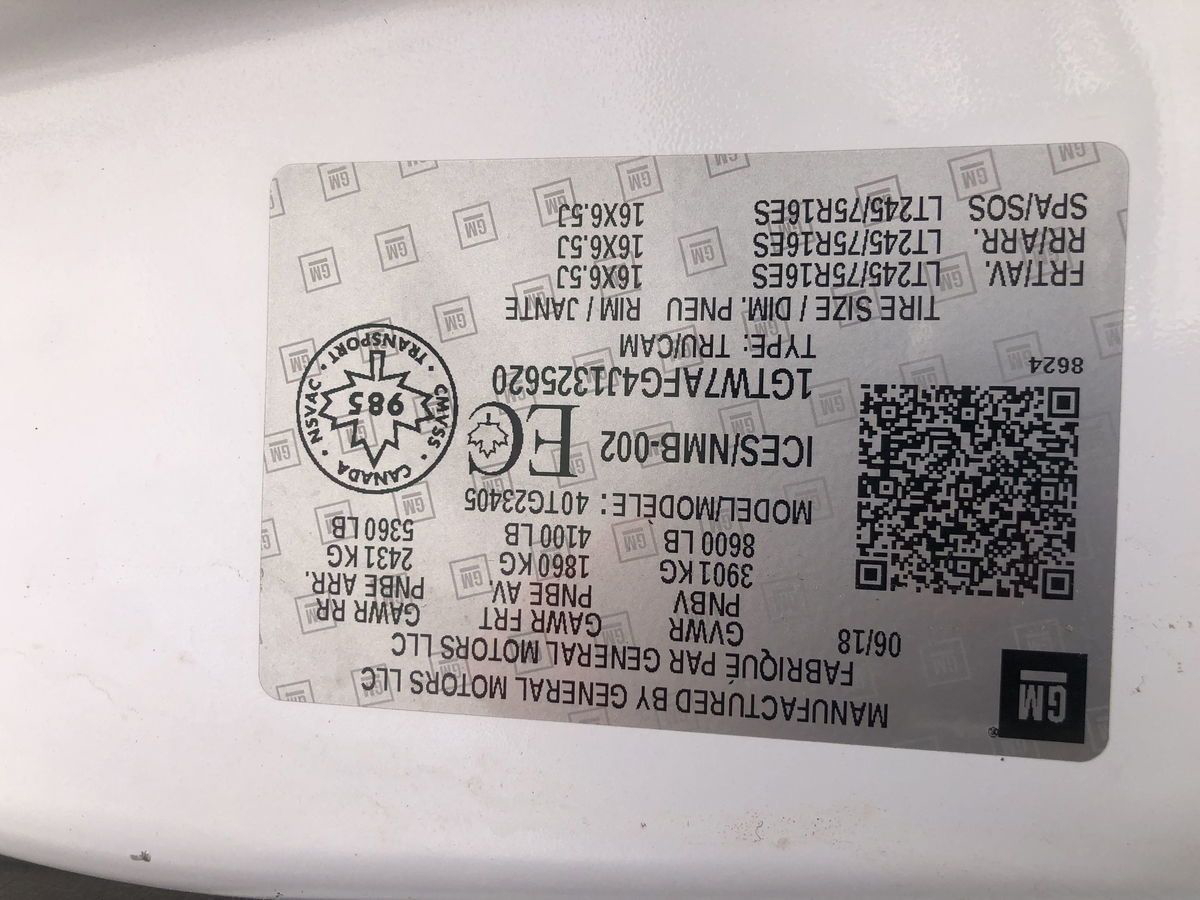 GM
MANUFACTURED BY GENERAL MOTORS LLC
FABRIQUÉ PAR GENERAL MOTORS LLC
06/18
GVWR GAWR FRT GAWR RR
PNBV PNBE AV. PNBE ARR.
3901 KG 1860 KG 2431 KG
8600 LB 4100 LB 5360 LB
MODEL/MODÈLE: 40TG23405
ICES/NMB-002 EC
1GTW7AFG4J1325620
8624
TYPE: TRU/CAM
CANADA · CMVSS · TRANSPORT · NSVAC ·
985
TIRE SIZE / DIM. PNEU RIM / JANTE
FRT/AV. LT245/75R16ES 16X6.5J
RR/ARR. LT245/75R16ES 16X6.5J
SPA/SOS LT245/75R16ES 16X6.5J